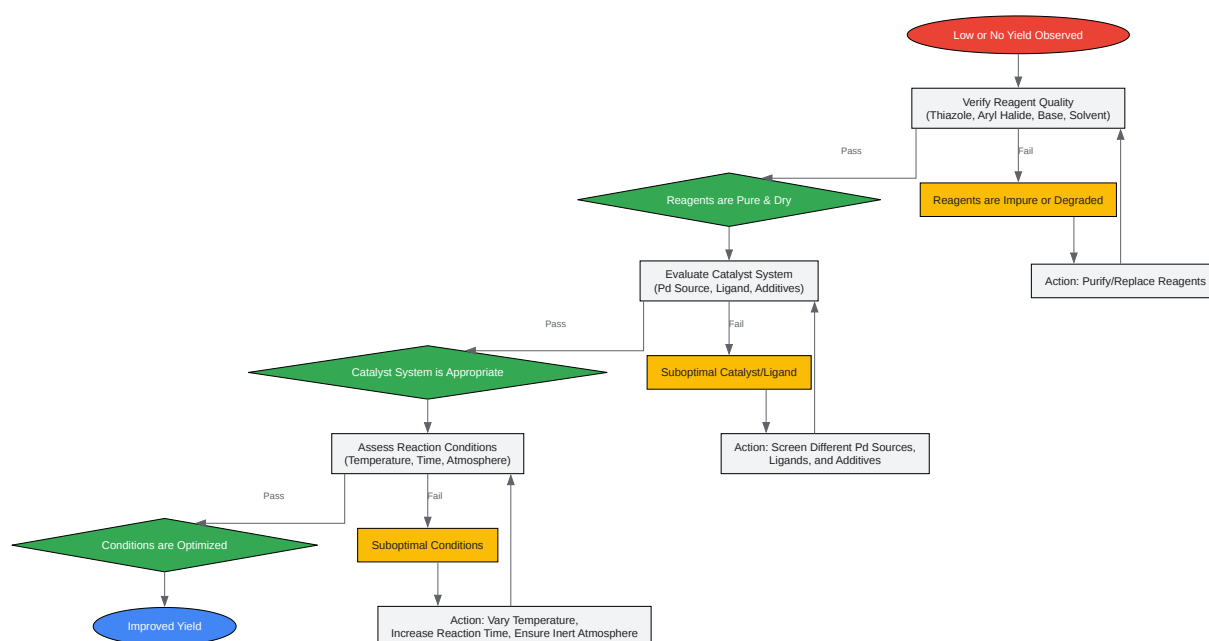 Low or No Yield Observed
Verify Reagent Quality
(Thiazole, Aryl Halide, Base, Solvent)
Pass
Fail
Reagents are Pure & Dry
Reagents are Impure or Degraded
Evaluate Catalyst System
(Pd Source, Ligand, Additives)
Action: Purify/Replace Reagents
Pass
Fail
Catalyst System is Appropriate
Suboptimal Catalyst/Ligand
Assess Reaction Conditions
(Temperature, Time, Atmosphere)
Action: Screen Different Pd Sources,
Ligands, and Additives
Pass
Fail
Conditions are Optimized
Suboptimal Conditions
Improved Yield
Action: Vary Temperature,
Increase Reaction Time, Ensure Inert Atmosphere